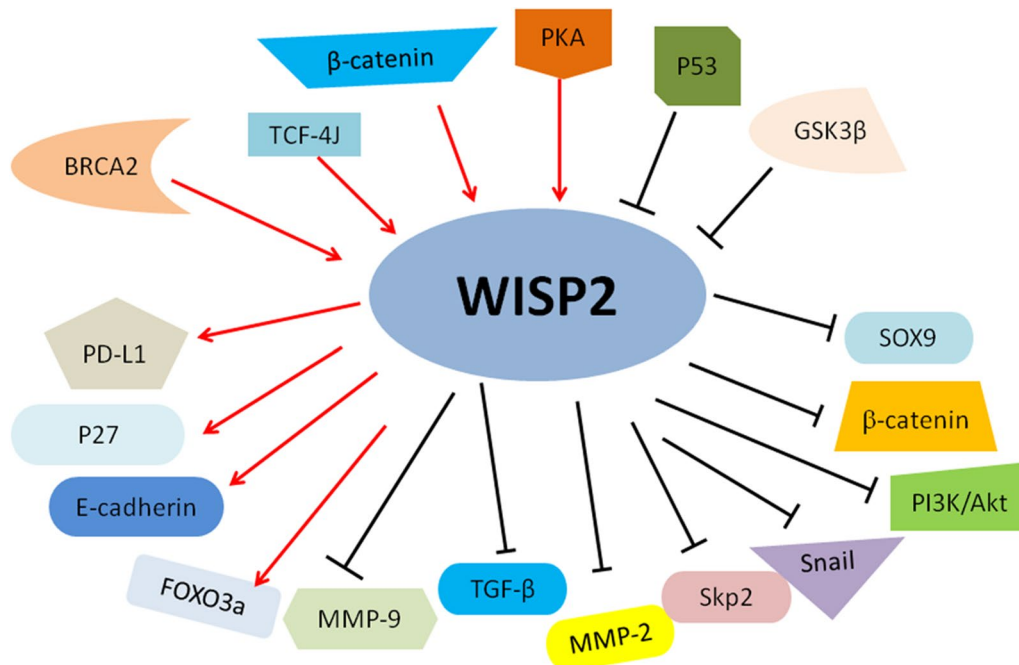 PKA
β-catenin
P53
TCF-4J
GSK3β
BRCA2
WISP2
PD-L1
SOX9
P27
β-catenin
E-cadherin
PI3K/Akt
FOXO3a
MMP-9
TGF-β
MMP-2
Skp2
Snail